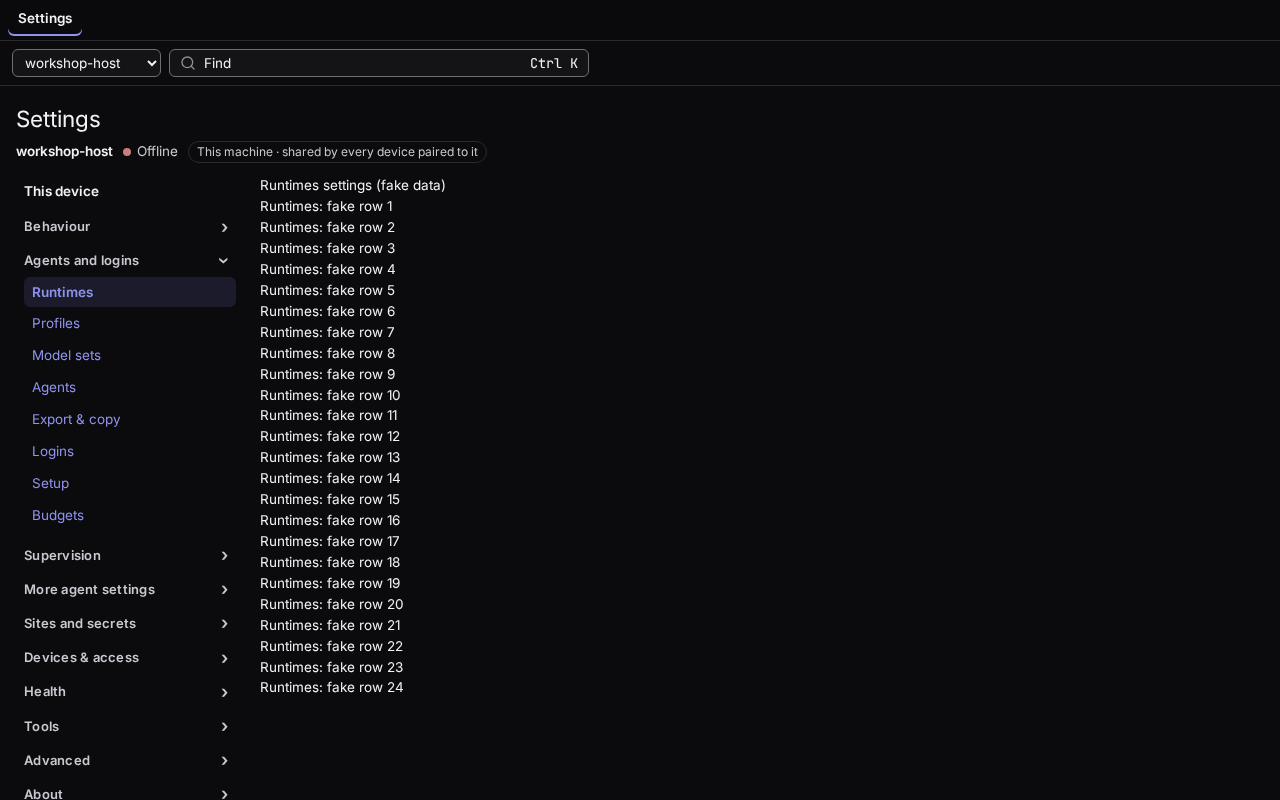 Settings
workshop-host
Find
Ctrl K
Settings
workshop-host
Offline
This machine · shared by every device paired to it
This device
Behaviour
Agents and logins
Runtimes
Profiles
Model sets
Agents
Export & copy
Logins
Setup
Budgets
Supervision
More agent settings
Sites and secrets
Devices & access
Health
Tools
Advanced
About
Runtimes settings (fake data)
Runtimes: fake row 1
Runtimes: fake row 2
Runtimes: fake row 3
Runtimes: fake row 4
Runtimes: fake row 5
Runtimes: fake row 6
Runtimes: fake row 7
Runtimes: fake row 8
Runtimes: fake row 9
Runtimes: fake row 10
Runtimes: fake row 11
Runtimes: fake row 12
Runtimes: fake row 13
Runtimes: fake row 14
Runtimes: fake row 15
Runtimes: fake row 16
Runtimes: fake row 17
Runtimes: fake row 18
Runtimes: fake row 19
Runtimes: fake row 20
Runtimes: fake row 21
Runtimes: fake row 22
Runtimes: fake row 23
Runtimes: fake row 24